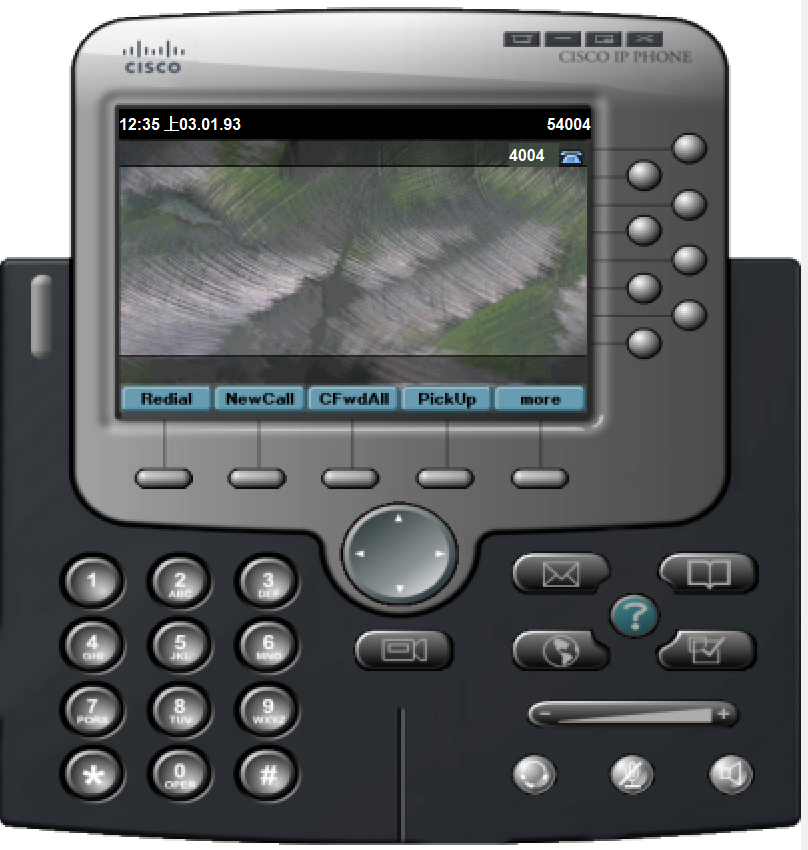 CISCO
CISCO IP PHONE
12:35 上03.01.93
54004
4004
Redial
NewCall
CFwdAll
PickUp
more
1
2
ABC
3
DEF
4
GHI
5
JKL
6
MNO
7
PQRS
8
TUV
9
WXYZ
*
0
OPER
#
?
-
+